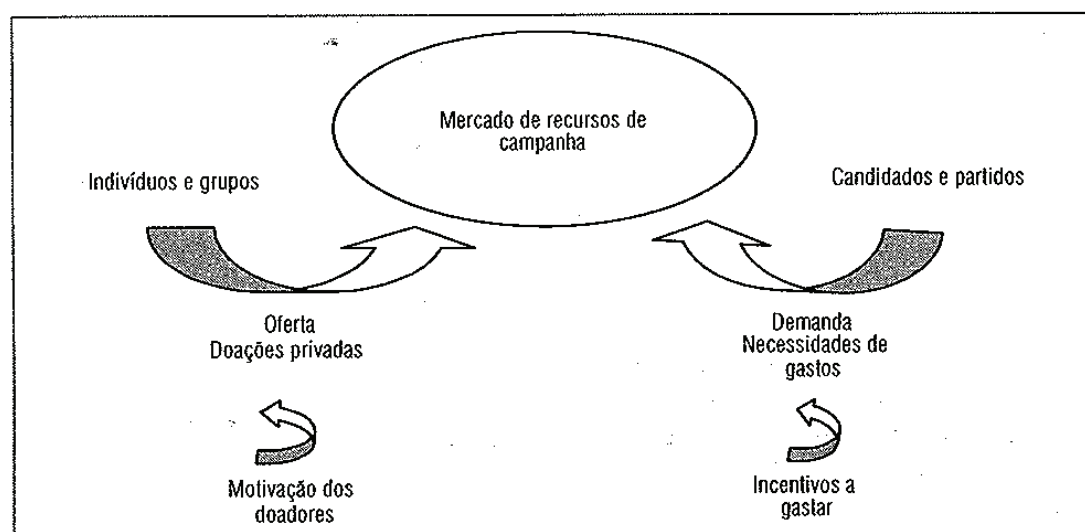 Mercado de recursos de
campanha
Indivíduos e grupos
Candidados e partidos
Oferta
Doações privadas
Demanda
Necessidades de
gastos
Motivação dos
doadores
Incentivos a
gastar